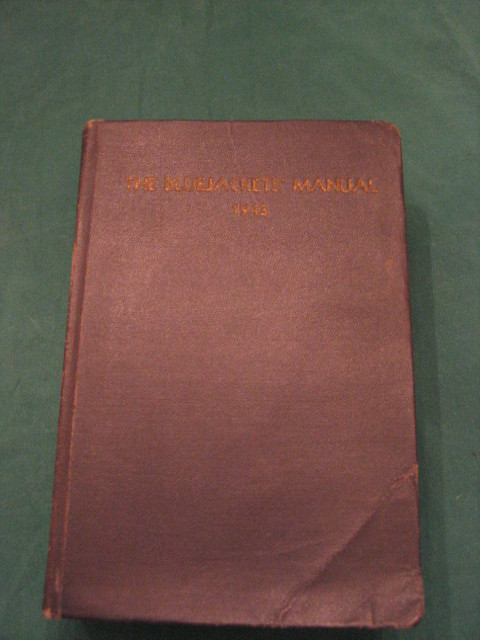 THE BLUEJACKETS' MANUAL
1943